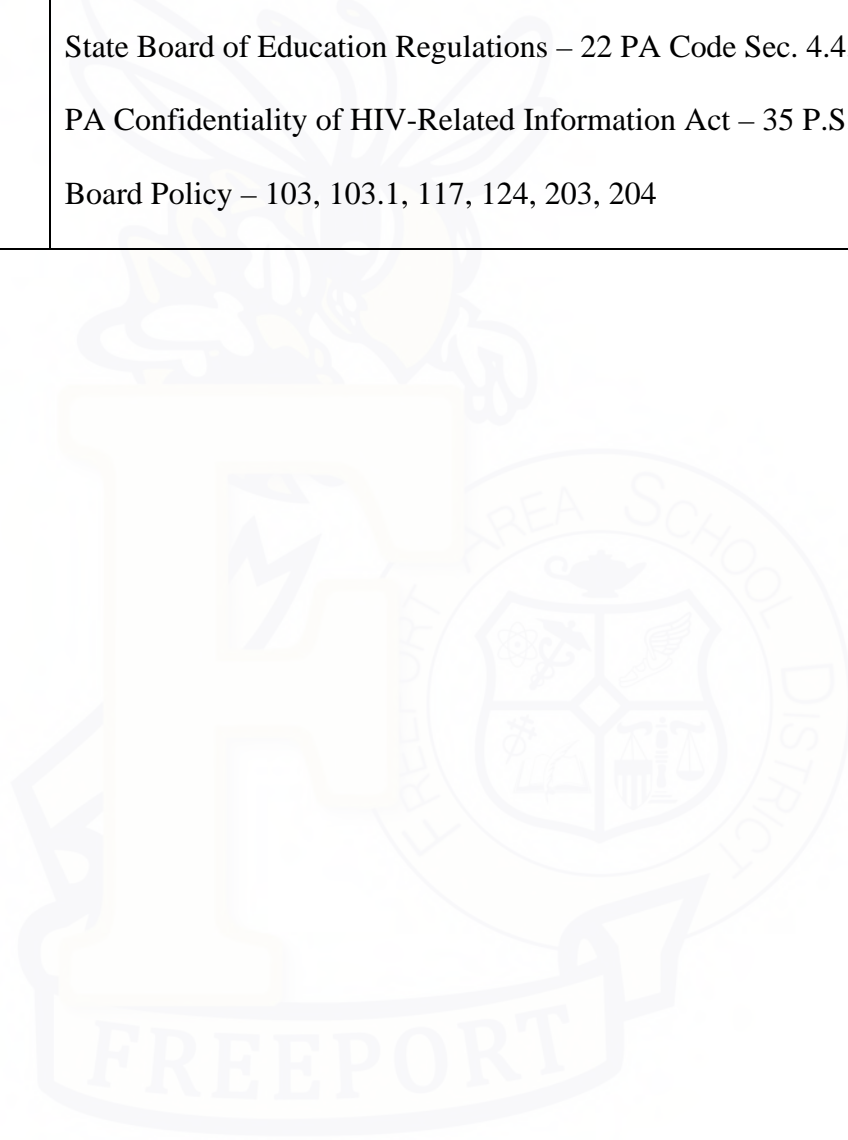 State Board of Education Regulations – 22 PA Code Sec. 4.4
PA Confidentiality of HIV-Related Information Act – 35 P.S
Board Policy – 103, 103.1, 117, 124, 203, 204
FREEPORT AREA SCHOOL DISTRICT
FREEPORT